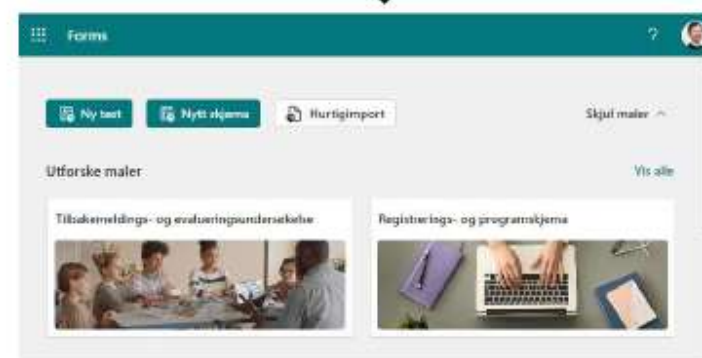 Forms ?
Ny test Nytt skjema Hurtigimport Skjul maler
Utforske maler Vis alle
Tilbakemeldings- og evalueringsundersøkelse Registrerings- og programskjema